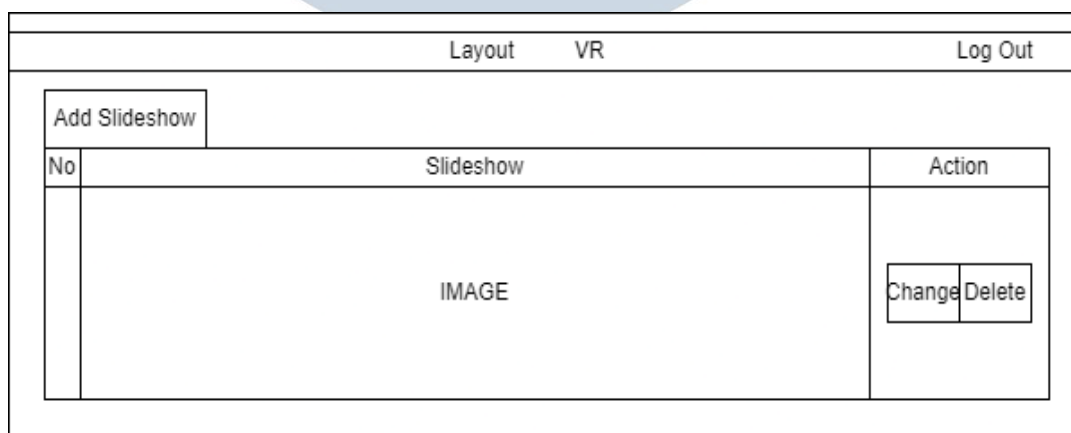 Layout VR Log Out
Add Slideshow
No Slideshow Action
IMAGE Change Delete